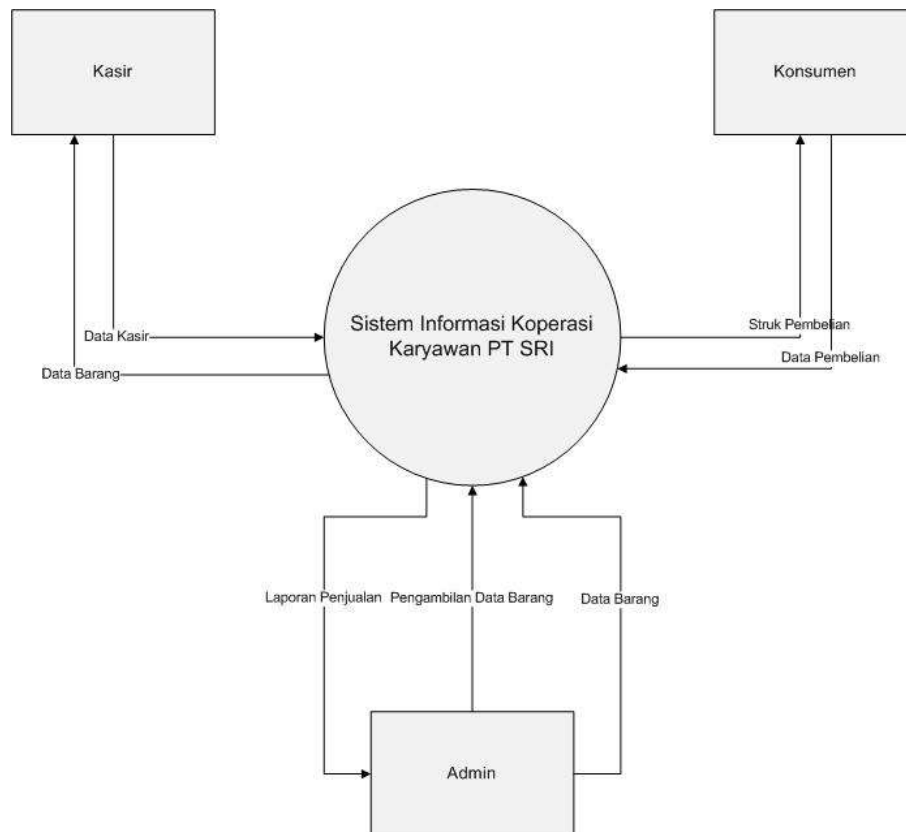 Kasir
Konsumen
Sistem Informasi Koperasi
Karyawan PT SRI
Data Kasir
Data Barang
Struk Pembelian
Data Pembelian
Laporan Penjualan
Pengambilan Data Barang
Data Barang
Admin